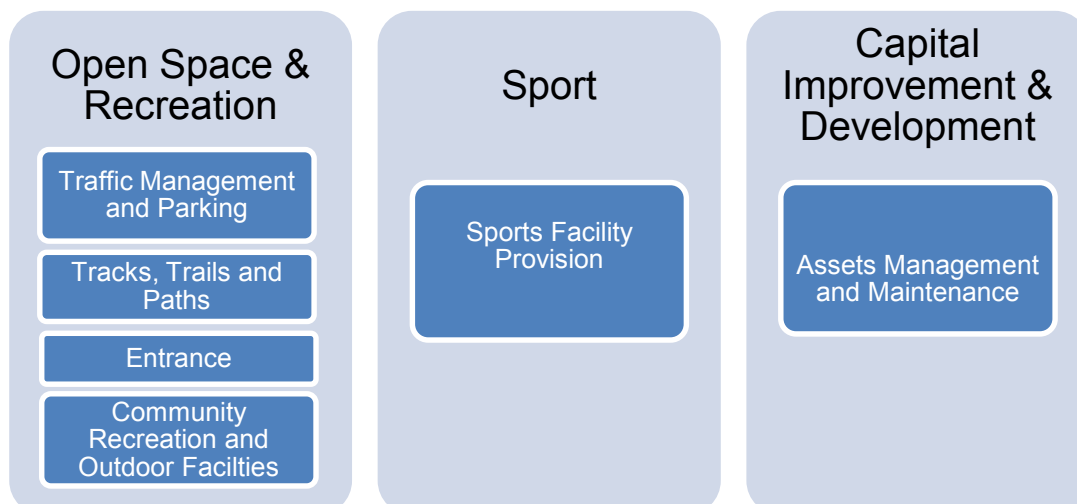 Open Space &
Recreation
Traffic Management
and Parking
Tracks, Trails and
Paths
Entrance
Community
Recreation and
Outdoor Facilties
Sport
Sports Facility
Provision
Capital
Improvement &
Development
Assets Management
and Maintenance